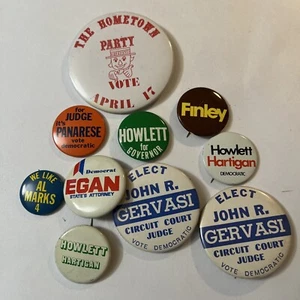 THE HOMETOWN
PARTY
VOTE
APRIL 17
for
JUDGE
it's
PANARESE
vote
Democratic
HOWLETT
for
GOVERNOR
Finley
Howlett
Hartigan
DEMOCRATIC
WE LIKE
AL
MARKS
4
Democrat
EGAN
STATE'S ATTORNEY
ELECT
JOHN R.
GERVASI
CIRCUIT COURT
JUDGE
VOTE DEMOCRATIC
ELECT
JOHN R.
GERVASI
CIRCUIT COURT
JUDGE
VOTE DEMOCRATIC
HOWLETT
HARTIGAN